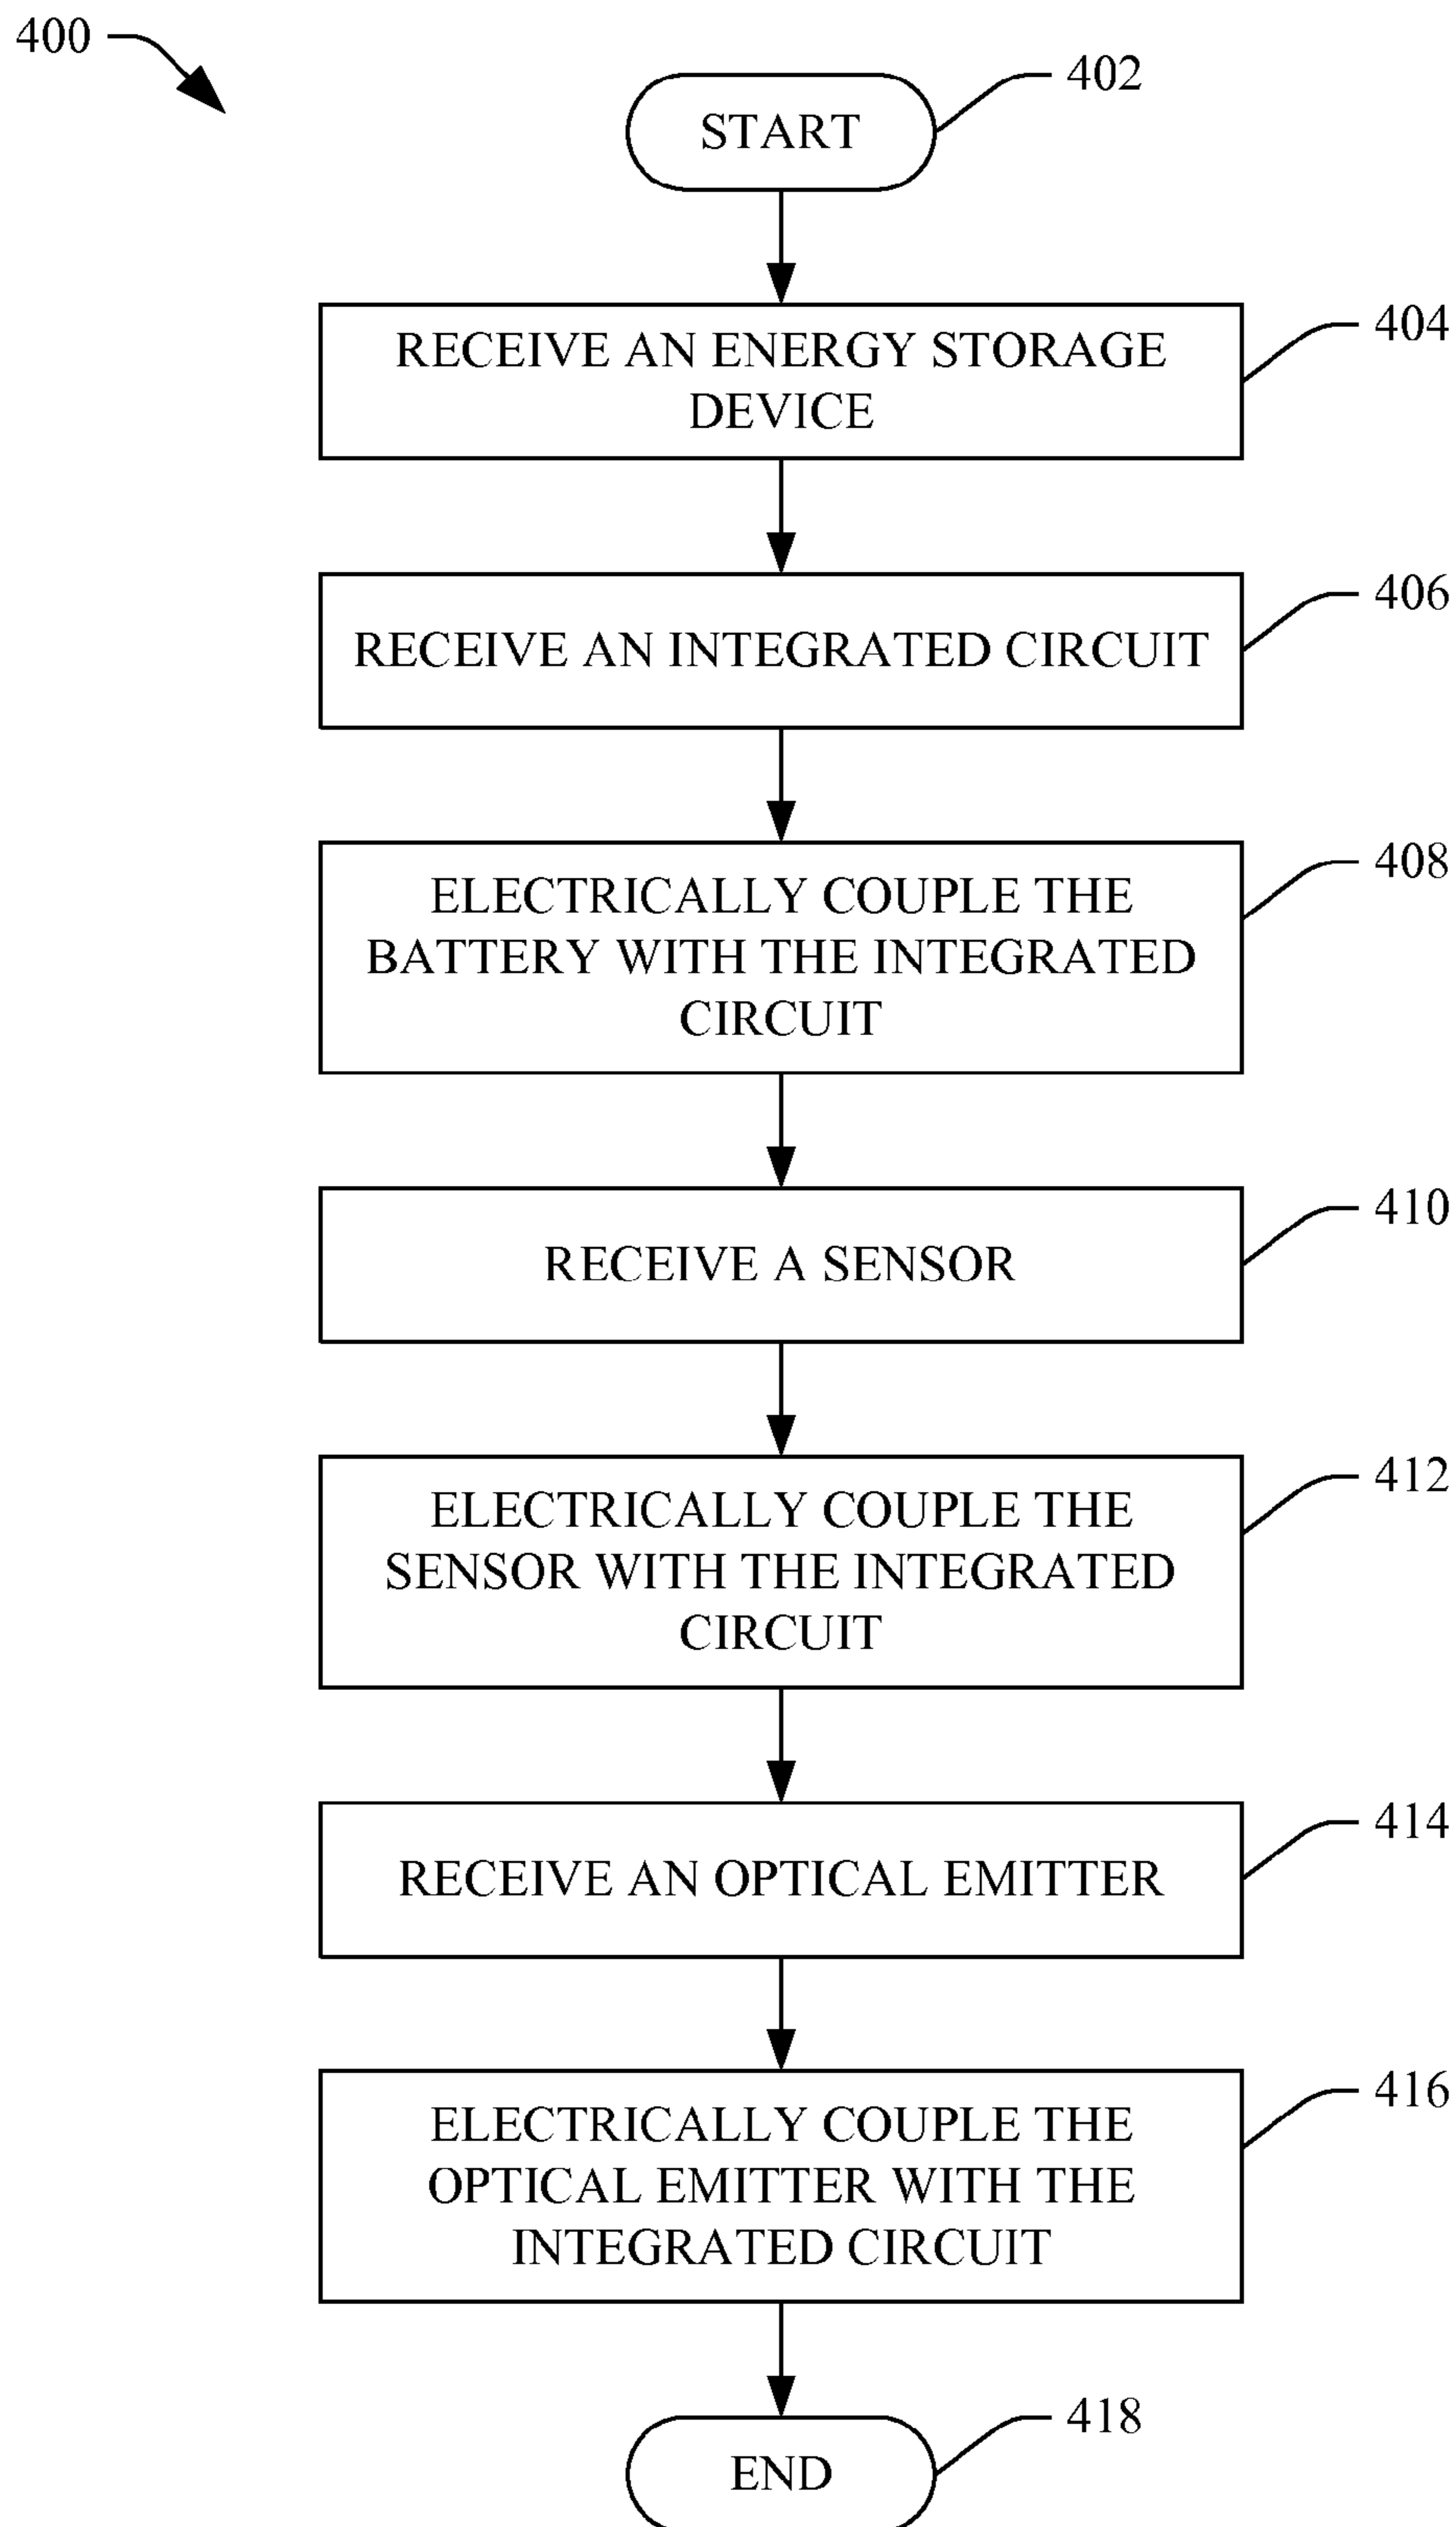 400
402
START
404
RECEIVE AN ENERGY STORAGE
DEVICE
406
RECEIVE AN INTEGRATED CIRCUIT
408
ELECTRICALLY COUPLE THE
BATTERY WITH THE INTEGRATED
CIRCUIT
410
RECEIVE A SENSOR
412
ELECTRICALLY COUPLE THE
SENSOR WITH THE INTEGRATED
CIRCUIT
414
RECEIVE AN OPTICAL EMITTER
416
ELECTRICALLY COUPLE THE
OPTICAL EMITTER WITH THE
INTEGRATED CIRCUIT
418
END